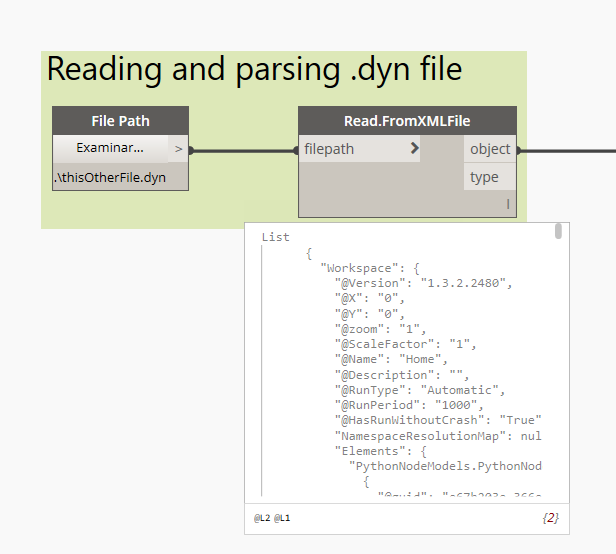 Reading and parsing .dyn file
File Path
Examinar... >
.\thisOtherFile.dyn
Read.FromXMLFile
filepath > object
type
l
List
{
"Workspace": {
"@Version": "1.3.2.2480",
"@X": "0",
"@Y": "0",
"@zoom": "1",
"@ScaleFactor": "1",
"@Name": "Home",
"@Description": "",
"@RunType": "Automatic",
"@RunPeriod": "1000",
"@HasRunWithoutCrash": "True"
"NamespaceResolutionMap": nul
"Elements": {
"PythonNodeModels.PythonNod
{
@L2 @L1 {2}